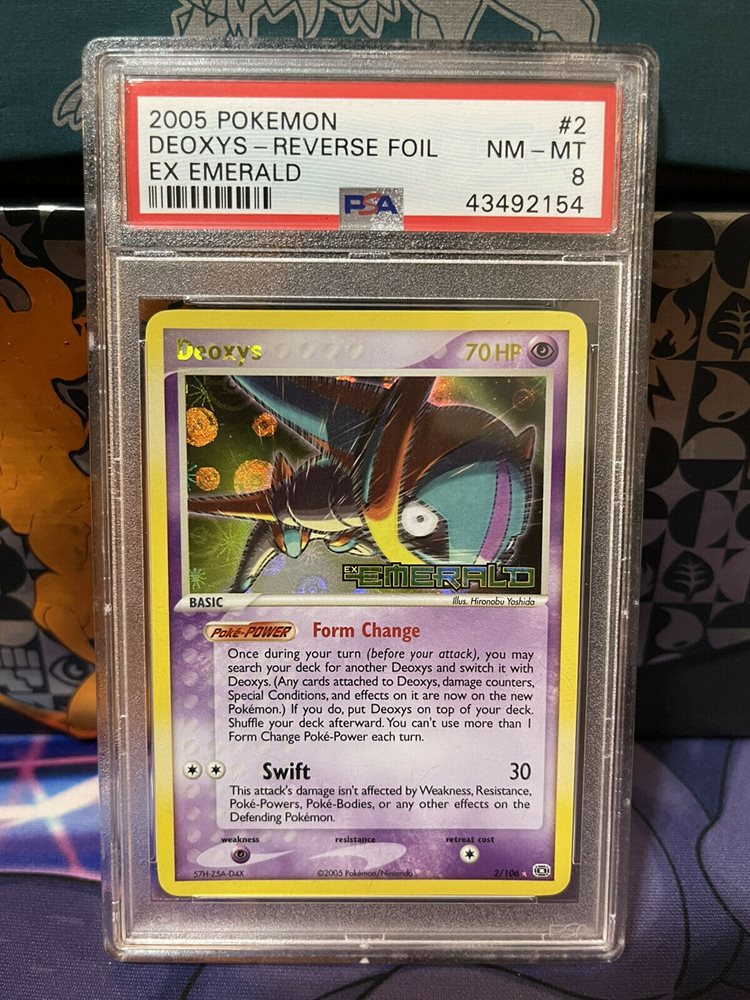 2005 POKEMON #2
DEOXYS - REVERSE FOIL NM - MT
EX EMERALD 8
PSA 43492154
Deoxys 70 HP
EX EMERALD
BASIC Illus. Hironobu Yoshida
Poké-POWER Form Change
Once during your turn (before your attack), you may
search your deck for another Deoxys and switch it with
Deoxys. (Any cards attached to Deoxys, damage counters,
Special Conditions, and effects on it are now on the new
Pokémon.) If you do, put Deoxys on top of your deck.
Shuffle your deck afterward. You can't use more than 1
Form Change Poké-Power each turn.
Swift 30
This attack's damage isn't affected by Weakness, Resistance,
Poké-Powers, Poké-Bodies, or any other effects on the
Defending Pokémon.
weakness resistance retreat cost
57H-Z5A-D4X ©2005 Pokémon/Nintendo 2/106
PSA